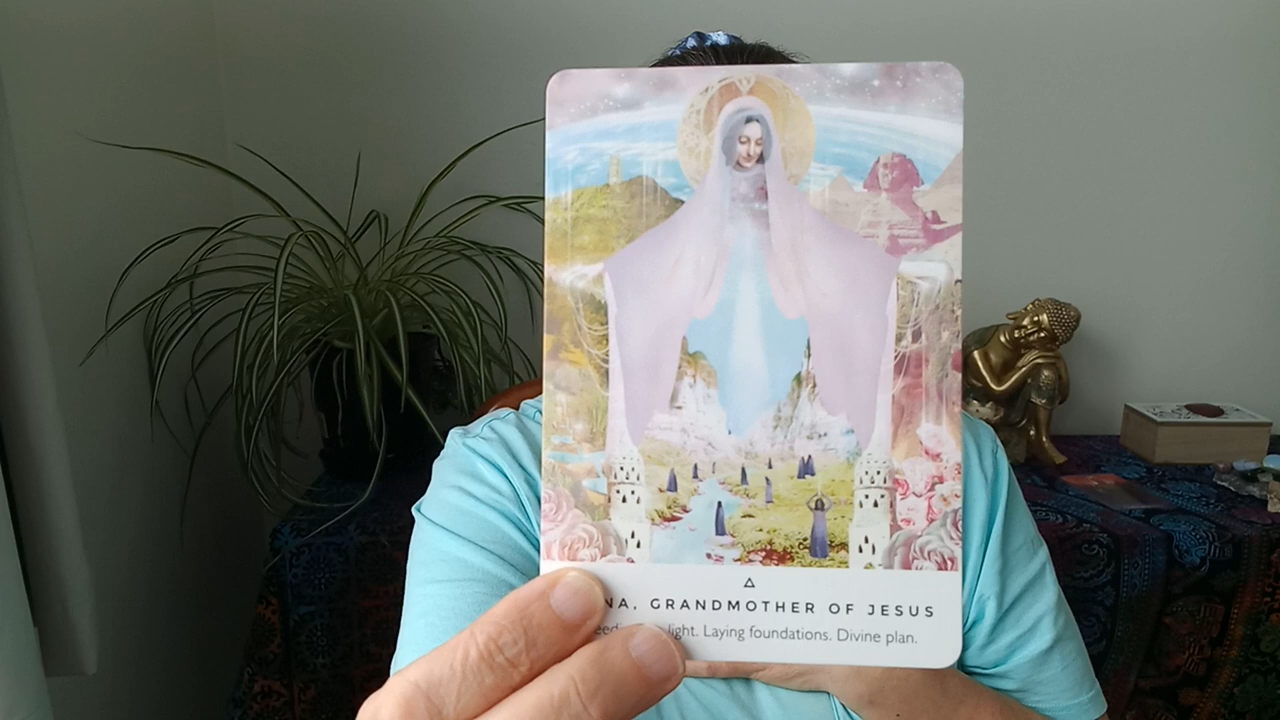 NA, GRANDMOTHER OF JESUS
light. Laying foundations. Divine plan.